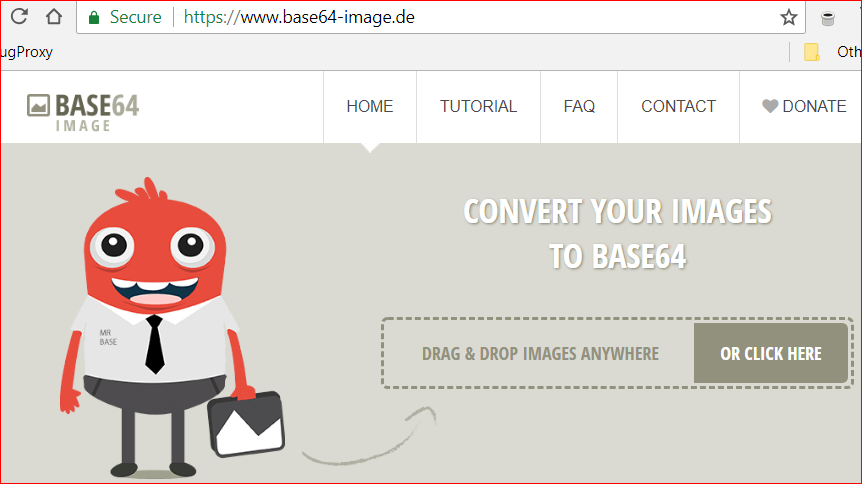 Secure https://www.base64-image.de
ugProxy Oth
BASE64
IMAGE
HOME TUTORIAL FAQ CONTACT DONATE
CONVERT YOUR IMAGES
TO BASE64
MR
BASE
DRAG & DROP IMAGES ANYWHERE OR CLICK HERE